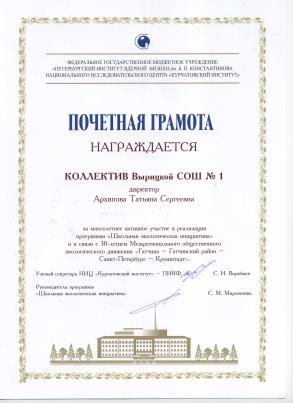 ФЕДЕРАЛЬНОЕ ГОСУДАРСТВЕННОЕ БЮДЖЕТНОЕ УЧРЕЖДЕНИЕ
«ПЕТЕРБУРГСКИЙ ИНСТИТУТ ЯДЕРНОЙ ФИЗИКИ им. Б. П. КОНСТАНТИНОВА
НАЦИОНАЛЬНОГО ИССЛЕДОВАТЕЛЬСКОГО ЦЕНТРА «КУРЧАТОВСКИЙ ИНСТИТУТ»
ПОЧЕТНАЯ ГРАМОТА
НАГРАЖДАЕТСЯ
КОЛЛЕКТИВ Вырицкой СОШ № 1
директор
Архипова Татьяна Сергеевна
за многолетнее активное участие в реализации
программы «Школьная экологическая инициатива»
и в связи с 30-летием Межрегионального общественного
экологического движения «Гатчина – Гатчинский район –
Санкт-Петербург – Кронштадт».
Ученый секретарь НИЦ «Курчатовский институт» – ПИЯФ С. И. Воробьев
Руководитель программы
«Школьная экологическая инициатива» С. М.